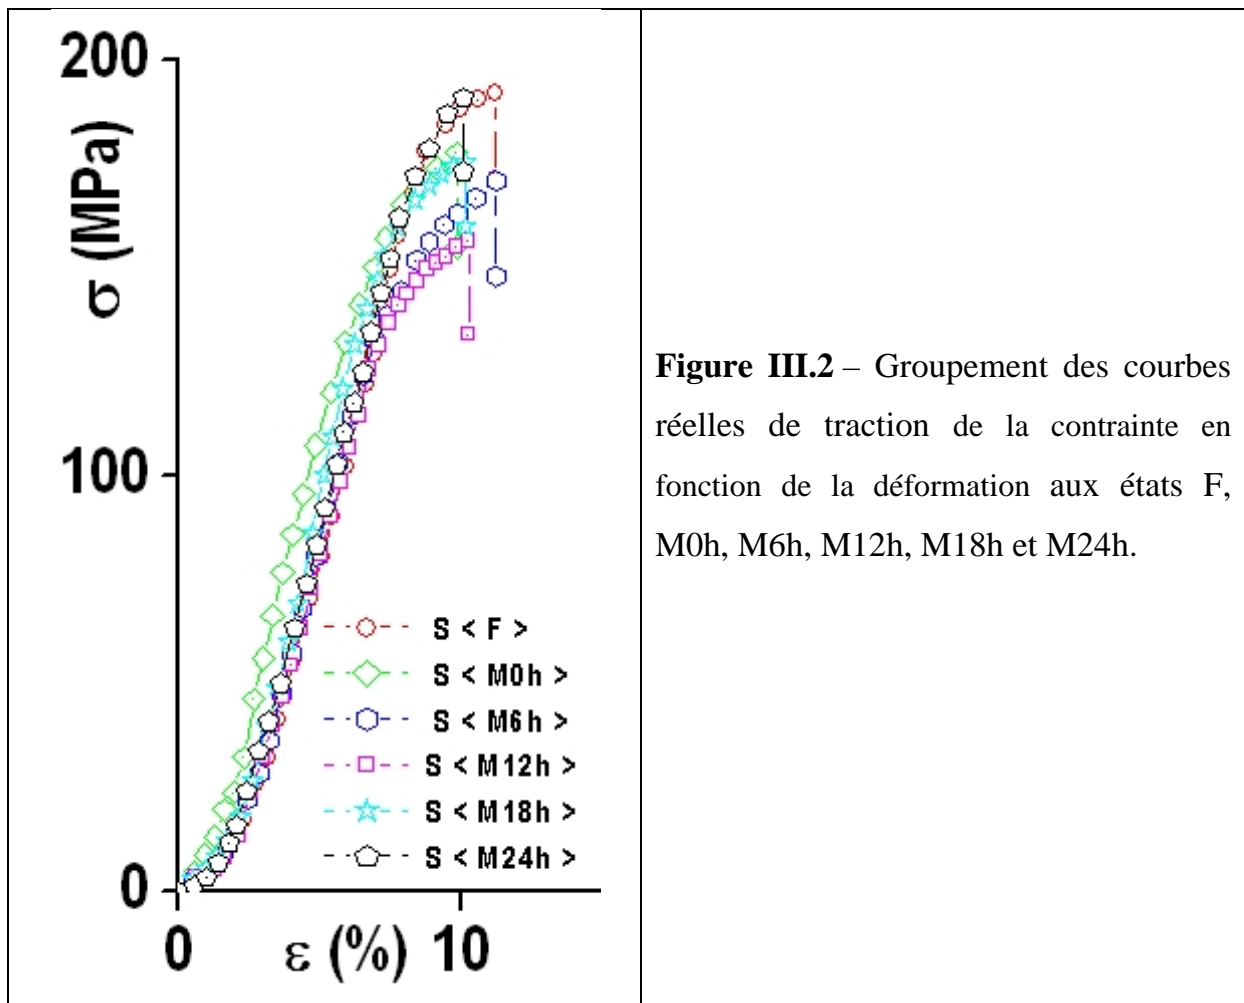 200
σ (MPa)
100
0
0
ε (%)
10
S < F >
S < M0h >
S < M6h >
S < M12h >
S < M18h >
S < M24h >
Figure III.2 – Groupement des courbes
réelles de traction de la contrainte en
fonction de la déformation aux états F,
M0h, M6h, M12h, M18h et M24h.